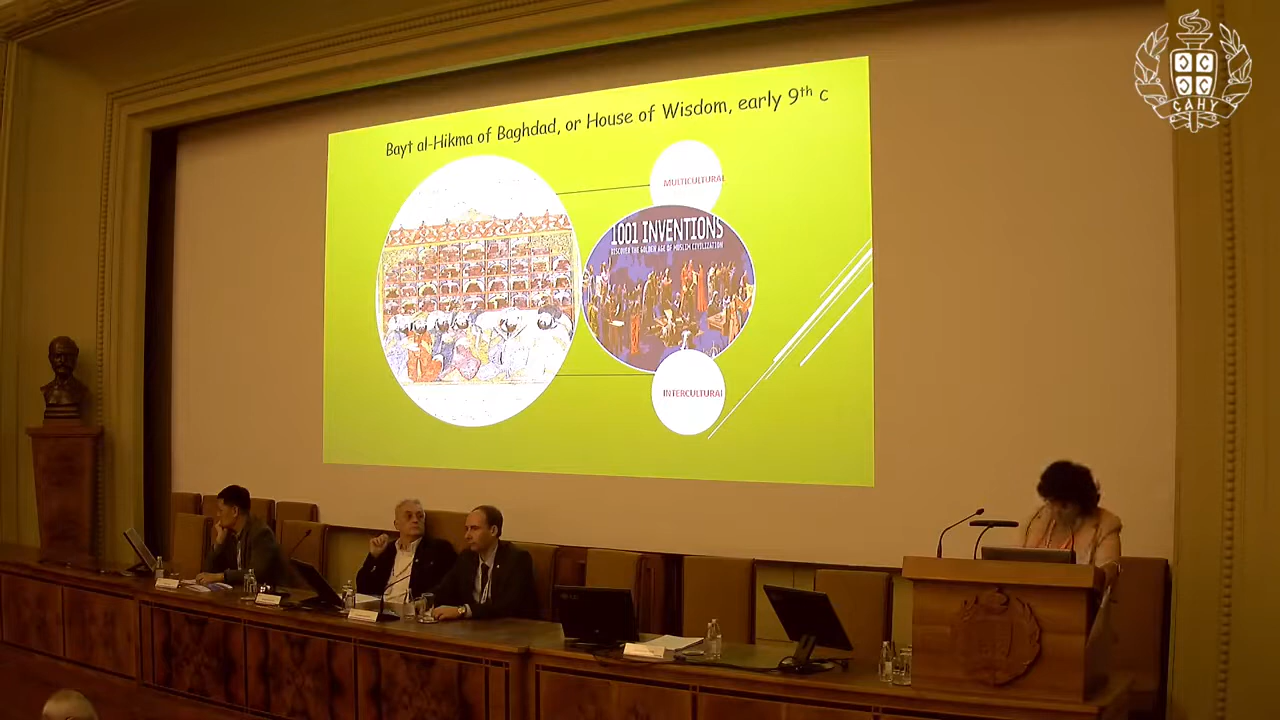 Bayt al-Hikma of Baghdad, or House of Wisdom, early 9th c
MULTICULTURAL
1001 INVENTIONS
DISCOVER THE GOLDEN AGE OF MUSLIM CIVILIZATION
INTERCULTURAL
САНУ